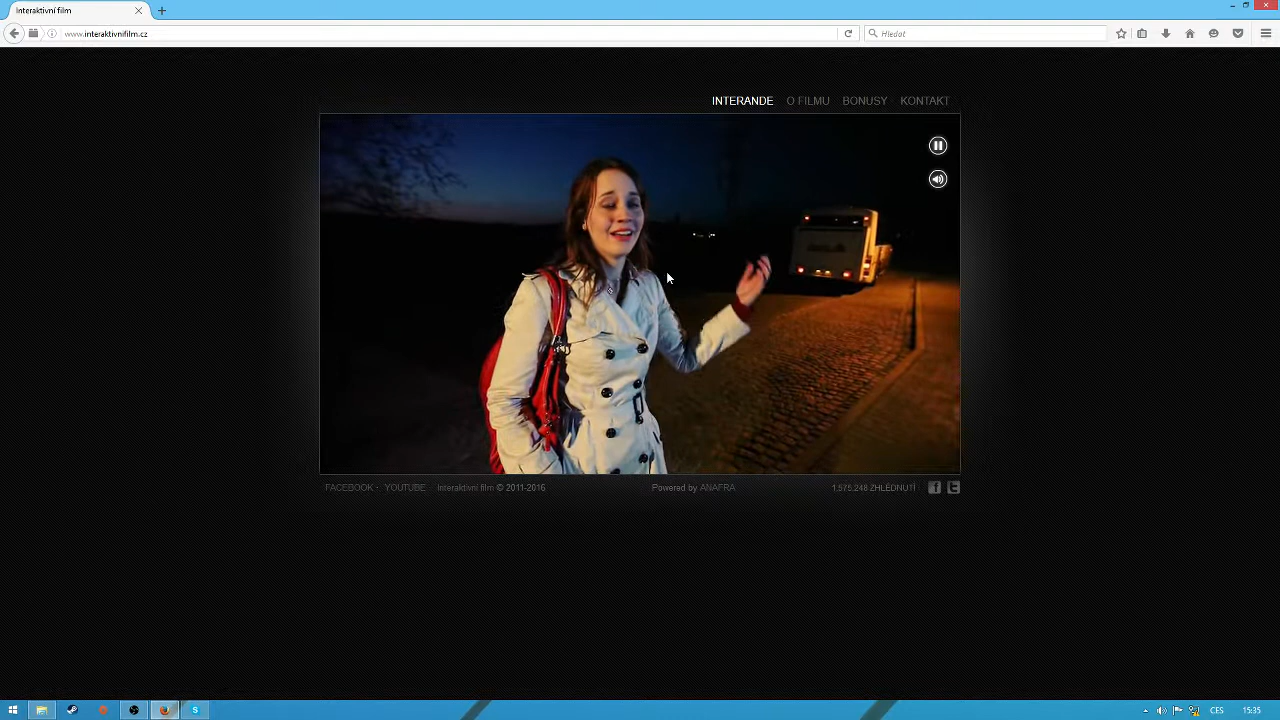 Interaktivní film
www.interaktivnifilm.cz
Hledat
INTERANDE O FILMU BONUSY KONTAKT
FACEBOOK · YOUTUBE Interaktivní film © 2011-2016 Powered by ANAFRA 1,575,248 ZHLÉDNUTÍ
CES 15:35